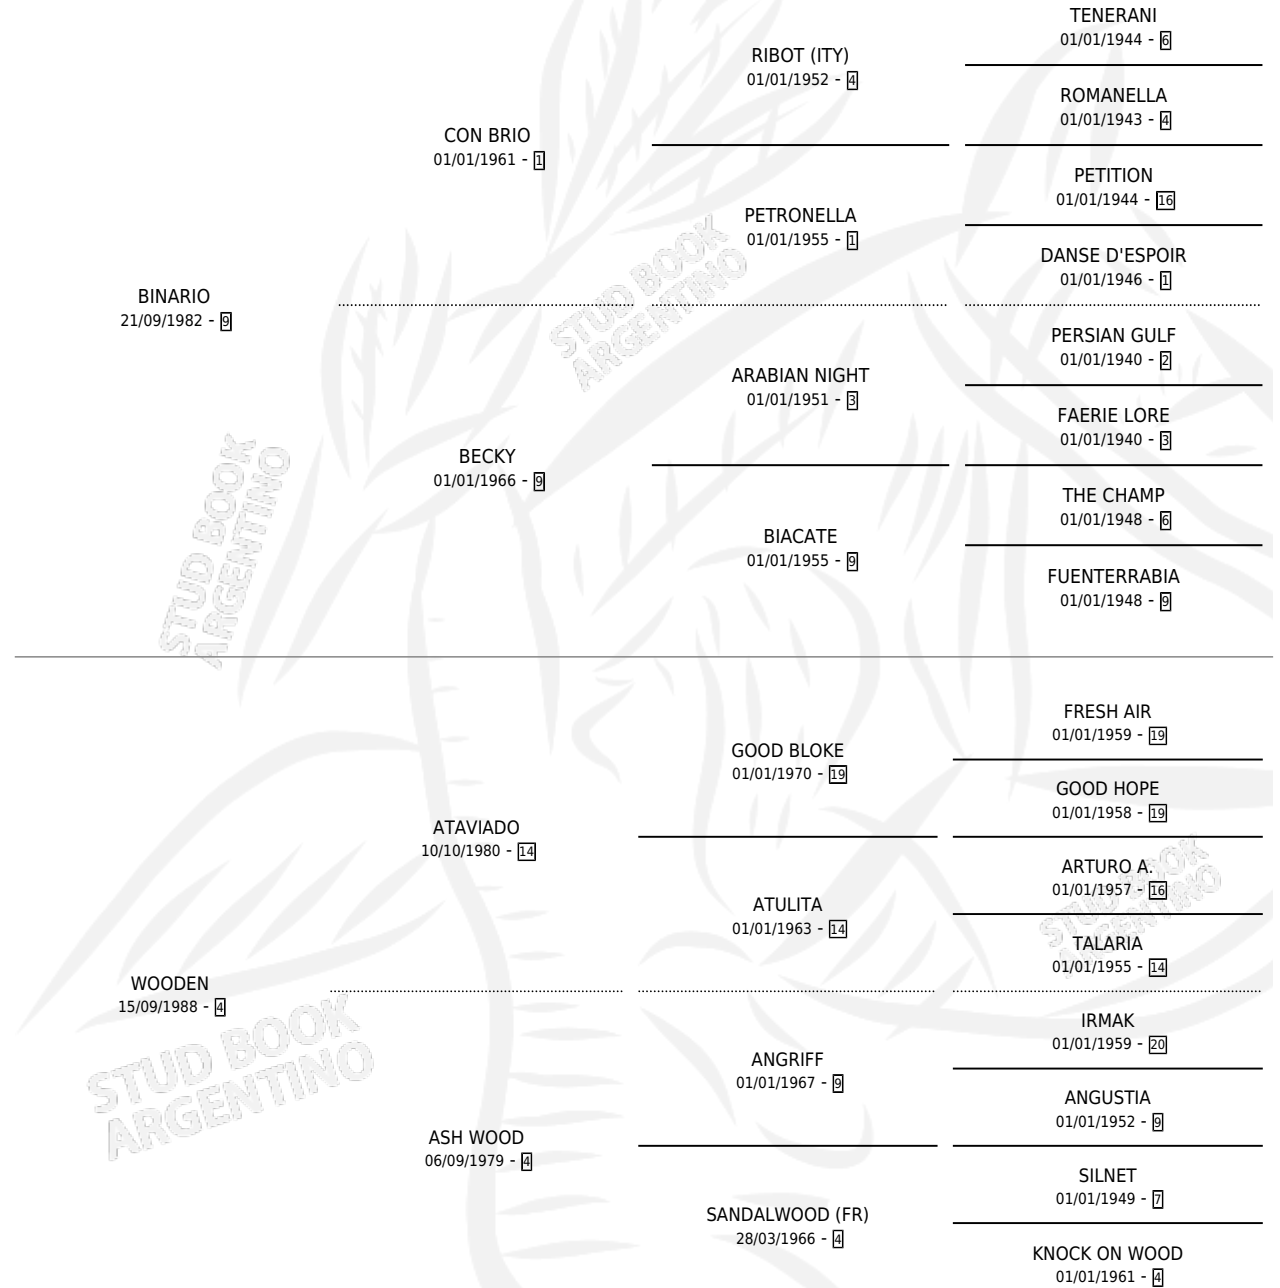 TENERANI
01/01/1944 - 6
RIBOT (ITY)
01/01/1952 - 4
ROMANELLA
01/01/1943 - 4
CON BRIO
01/01/1961 - 1
PETITION
01/01/1944 - 16
PETRONELLA
01/01/1955 - 1
DANSE D'ESPOIR
01/01/1946 - 1
BINARIO
21/09/1982 - 9
STUD BOOK
ARGENTINO
PERSIAN GULF
01/01/1940 - 2
ARABIAN NIGHT
01/01/1951 - 3
FAERIE LORE
01/01/1940 - 3
BECKY
01/01/1966 - 9
THE CHAMP
01/01/1948 - 6
BIACATE
01/01/1955 - 9
FUENTERRABIA
01/01/1948 - 9
STUD BOOK
ARGENTINO
FRESH AIR
01/01/1959 - 19
GOOD BLOKE
01/01/1970 - 19
GOOD HOPE
01/01/1958 - 19
ATAVIADO
10/10/1980 - 14
ARTURO A.
01/01/1957 - 16
ATULITA
01/01/1963 - 14
STUD BOOK
ARGENTINO
TALARIA
01/01/1955 - 14
WOODEN
15/09/1988 - 4
IRMAK
01/01/1959 - 20
ANGRIFF
01/01/1967 - 9
STUD BOOK
ARGENTINO
ANGUSTIA
01/01/1952 - 9
ASH WOOD
06/09/1979 - 4
SILNET
01/01/1949 - 7
SANDALWOOD (FR)
28/03/1966 - 4
KNOCK ON WOOD
01/01/1961 - 4